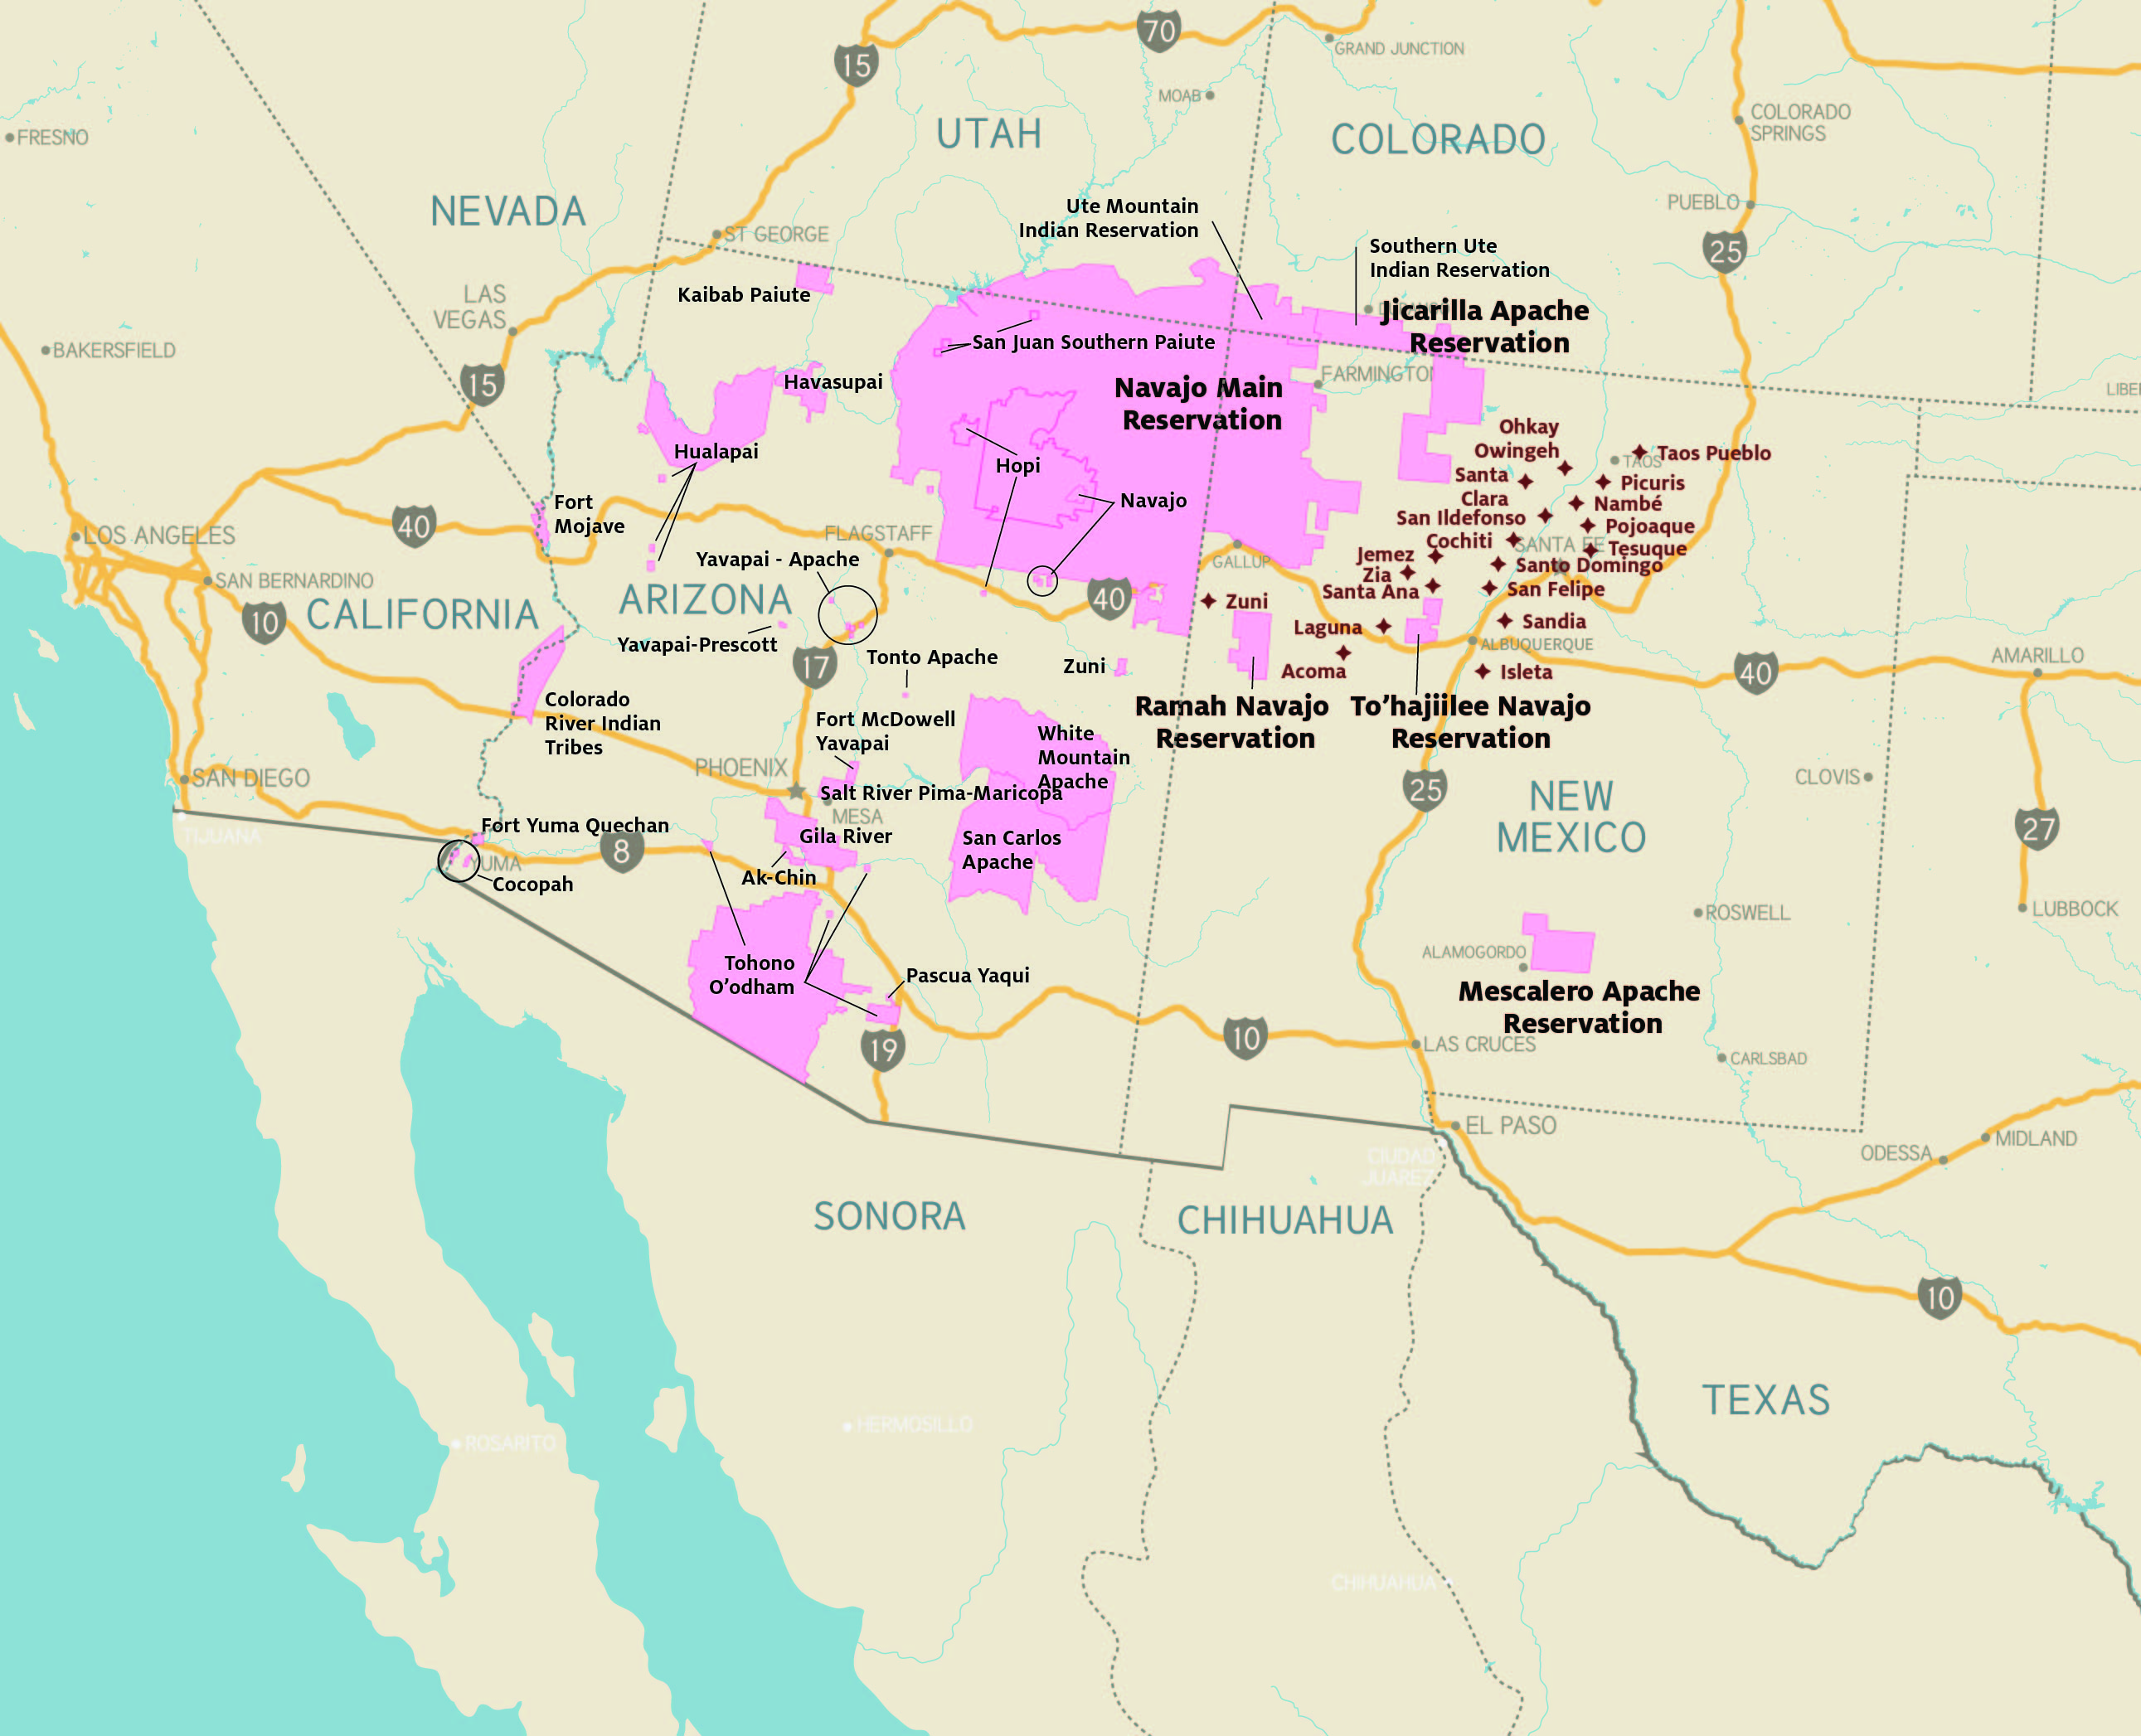 70
15
GRAND JUNCTION
MOAB
COLORADO
SPRINGS
FRESNO
UTAH
COLORADO
NEVADA
PUEBLO
Ute Mountain
Indian Reservation
ST GEORGE
25
Southern Ute
Indian Reservation
Kaibab Paiute
LAS
VEGAS
Jicarilla Apache
Reservation
San Juan Southern Paiute
BAKERSFIELD
15
Havasupai
FARMINGTON
Navajo Main
Reservation
Ohkay
Owingeh
Taos Pueblo
TAOS
Hualapai
Hopi
Santa
Clara
Picuris
Navajo
Nambé
Fort
Mojave
40
San Ildefonso
Pojoaque
LOS ANGELES
FLAGSTAFF
Cochiti
SANTA FE
Tesuque
Yavapai - Apache
GALLUP
Jemez
Santo Domingo
Zia
SAN BERNARDINO
Santa Ana
San Felipe
ARIZONA
40
Zuni
CALIFORNIA
10
Laguna
Sandia
Yavapai-Prescott
ALBUQUERQUE
Tonto Apache
17
Zuni
Acoma
Isleta
40
AMARILLO
Colorado
River Indian
Tribes
Ramah Navajo
Reservation
To’hajiilee Navajo
Reservation
Fort McDowell
Yavapai
White
Mountain
Apache
PHOENIX
SAN DIEGO
Salt River Pima-Maricopa
MESA
25
CLOVIS
NEW
MEXICO
TIJUANA
Fort Yuma Quechan
Gila River
San Carlos
Apache
27
8
YUMA
Cocopah
Ak-Chin
ROSWELL
LUBBOCK
ALAMOGORDO
Tohono
O’odham
Pascua Yaqui
Mescalero Apache
Reservation
19
10
LAS CRUCES
CARLSBAD
EL PASO
MIDLAND
ODESSA
CIUDAD
JUAREZ
SONORA
CHIHUAHUA
10
TEXAS
HERMOSILLO
ROSARITO
CHIHUAHUA